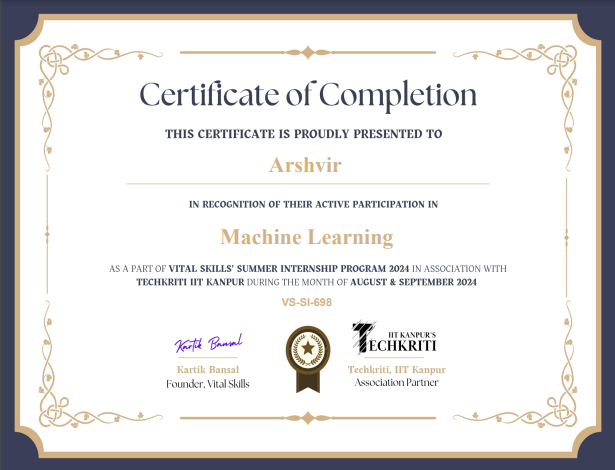 Certificate of Completion
THIS CERTIFICATE IS PROUDLY PRESENTED TO
Arshvir
IN RECOGNITION OF THEIR ACTIVE PARTICIPATION IN
Machine Learning
AS A PART OF VITAL SKILLS' SUMMER INTERNSHIP PROGRAM 2024 IN ASSOCIATION WITH
TECHKRITI IIT KANPUR DURING THE MONTH OF AUGUST & SEPTEMBER 2024
VS-SI-698
Kartik Bansal
Kartik Bansal
Founder, Vital Skills
IIT KANPUR'S
TECHKRITI
Techkriti, IIT Kanpur
Association Partner